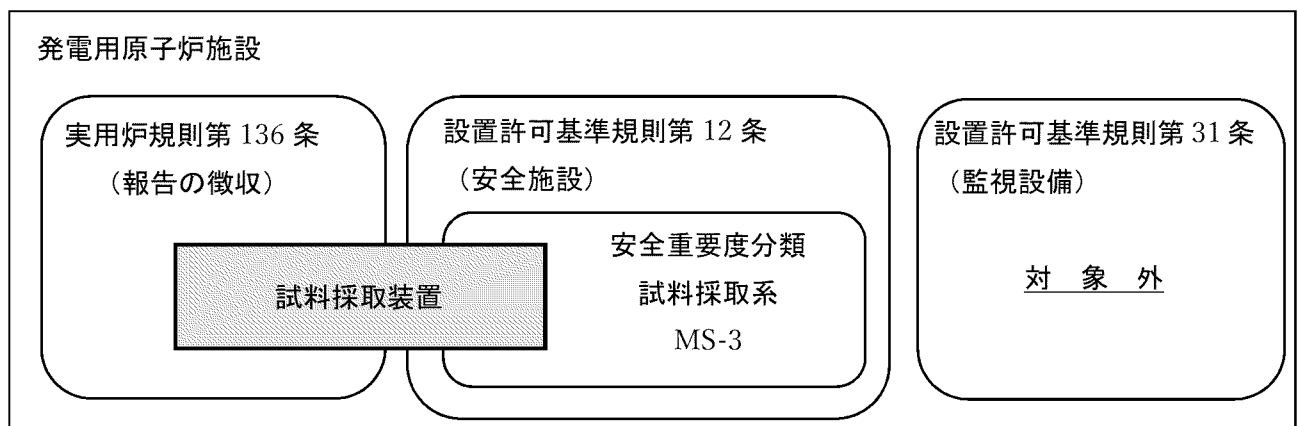 発電用原子炉施設
実用炉規則第 136 条
（報告の徴収）
設置許可基準規則第 12 条
（安全施設）
設置許可基準規則第 31 条
（監視設備）
試料採取装置
安全重要度分類
試料採取系
MS-3
対 象 外